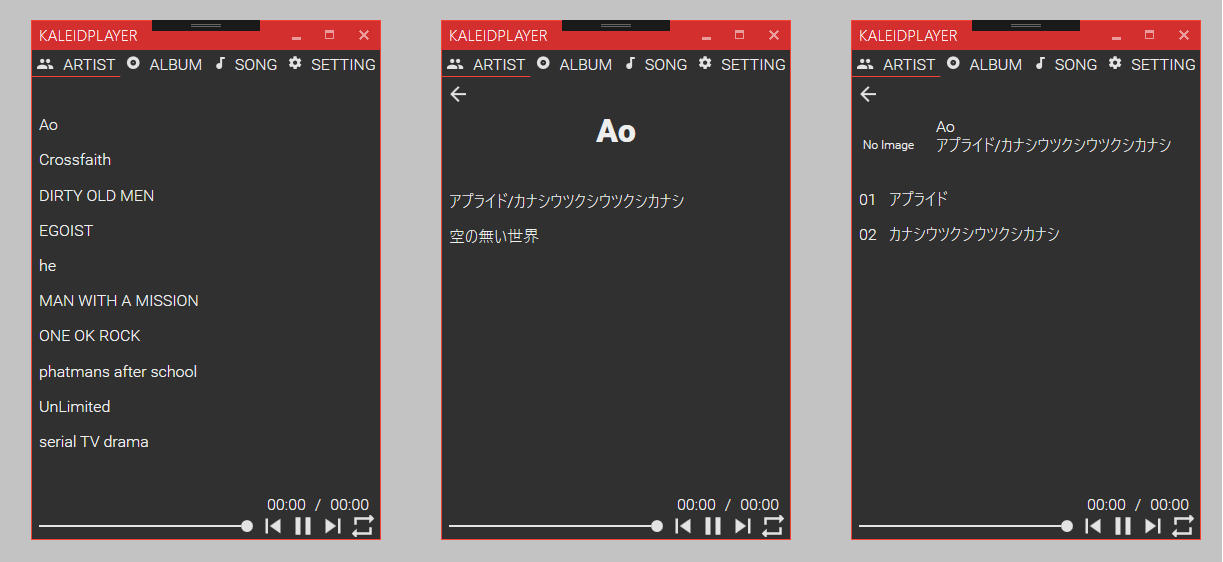 KALEIDPLAYER
ARTIST ALBUM SONG SETTING
Ao
Crossfaith
DIRTY OLD MEN
EGOIST
he
MAN WITH A MISSION
ONE OK ROCK
phatmans after school
UnLimited
serial TV drama
00:00 / 00:00
KALEIDPLAYER
ARTIST ALBUM SONG SETTING
Ao
アプライド/カナシウツクシウツクシカナシ
空の無い世界
00:00 / 00:00
KALEIDPLAYER
ARTIST ALBUM SONG SETTING
No Image
Ao
アプライド/カナシウツクシウツクシカナシ
01 アプライド
02 カナシウツクシウツクシカナシ
00:00 / 00:00